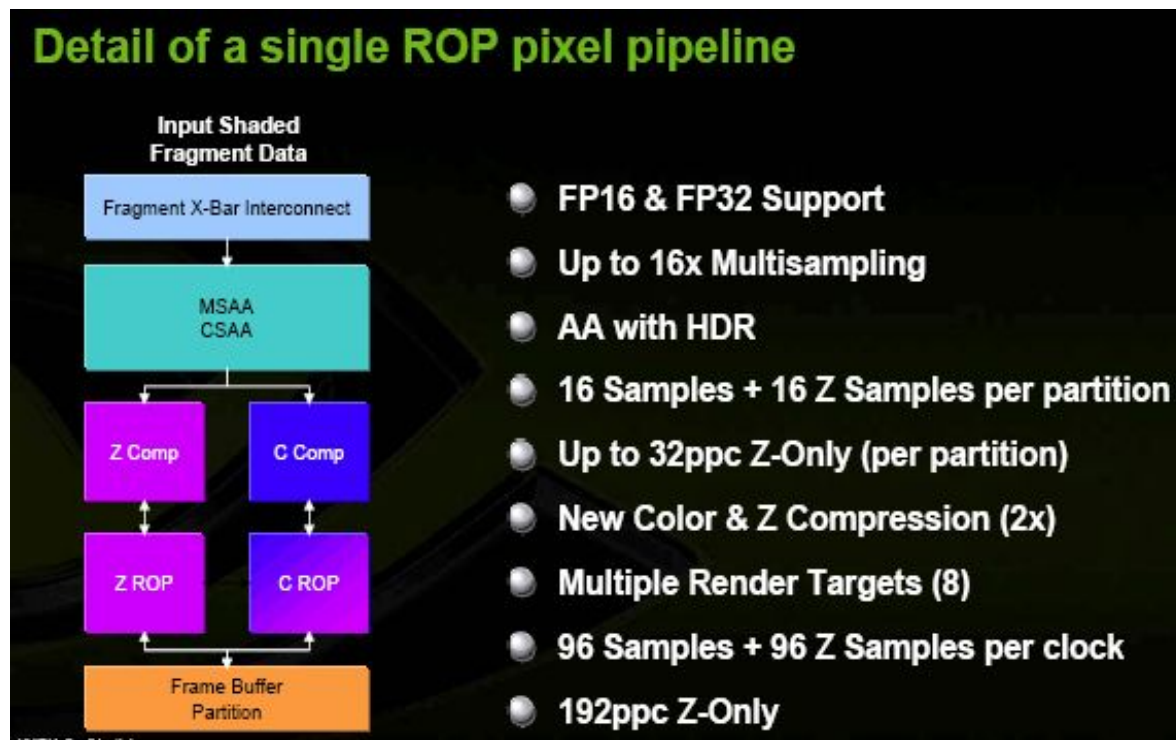 Detail of a single ROP pixel pipeline
Input Shaded
Fragment Data
Fragment X-Bar Interconnect
MSAA
CSAA
Z Comp
C Comp
Z ROP
C ROP
Frame Buffer
Partition
FP16 & FP32 Support
Up to 16x Multisampling
AA with HDR
16 Samples + 16 Z Samples per partition
Up to 32ppc Z-Only (per partition)
New Color & Z Compression (2x)
Multiple Render Targets (8)
96 Samples + 96 Z Samples per clock
192ppc Z-Only